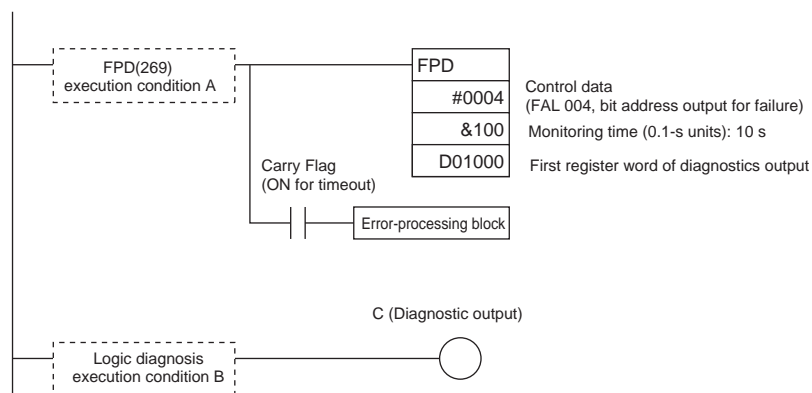 FPD(269)
execution condition A
FPD
#0004
&100
D01000
Control data
(FAL 004, bit address output for failure)
Monitoring time (0.1-s units): 10 s
First register word of diagnostics output
Carry Flag
(ON for timeout)
Error-processing block
C (Diagnostic output)
Logic diagnosis
execution condition B